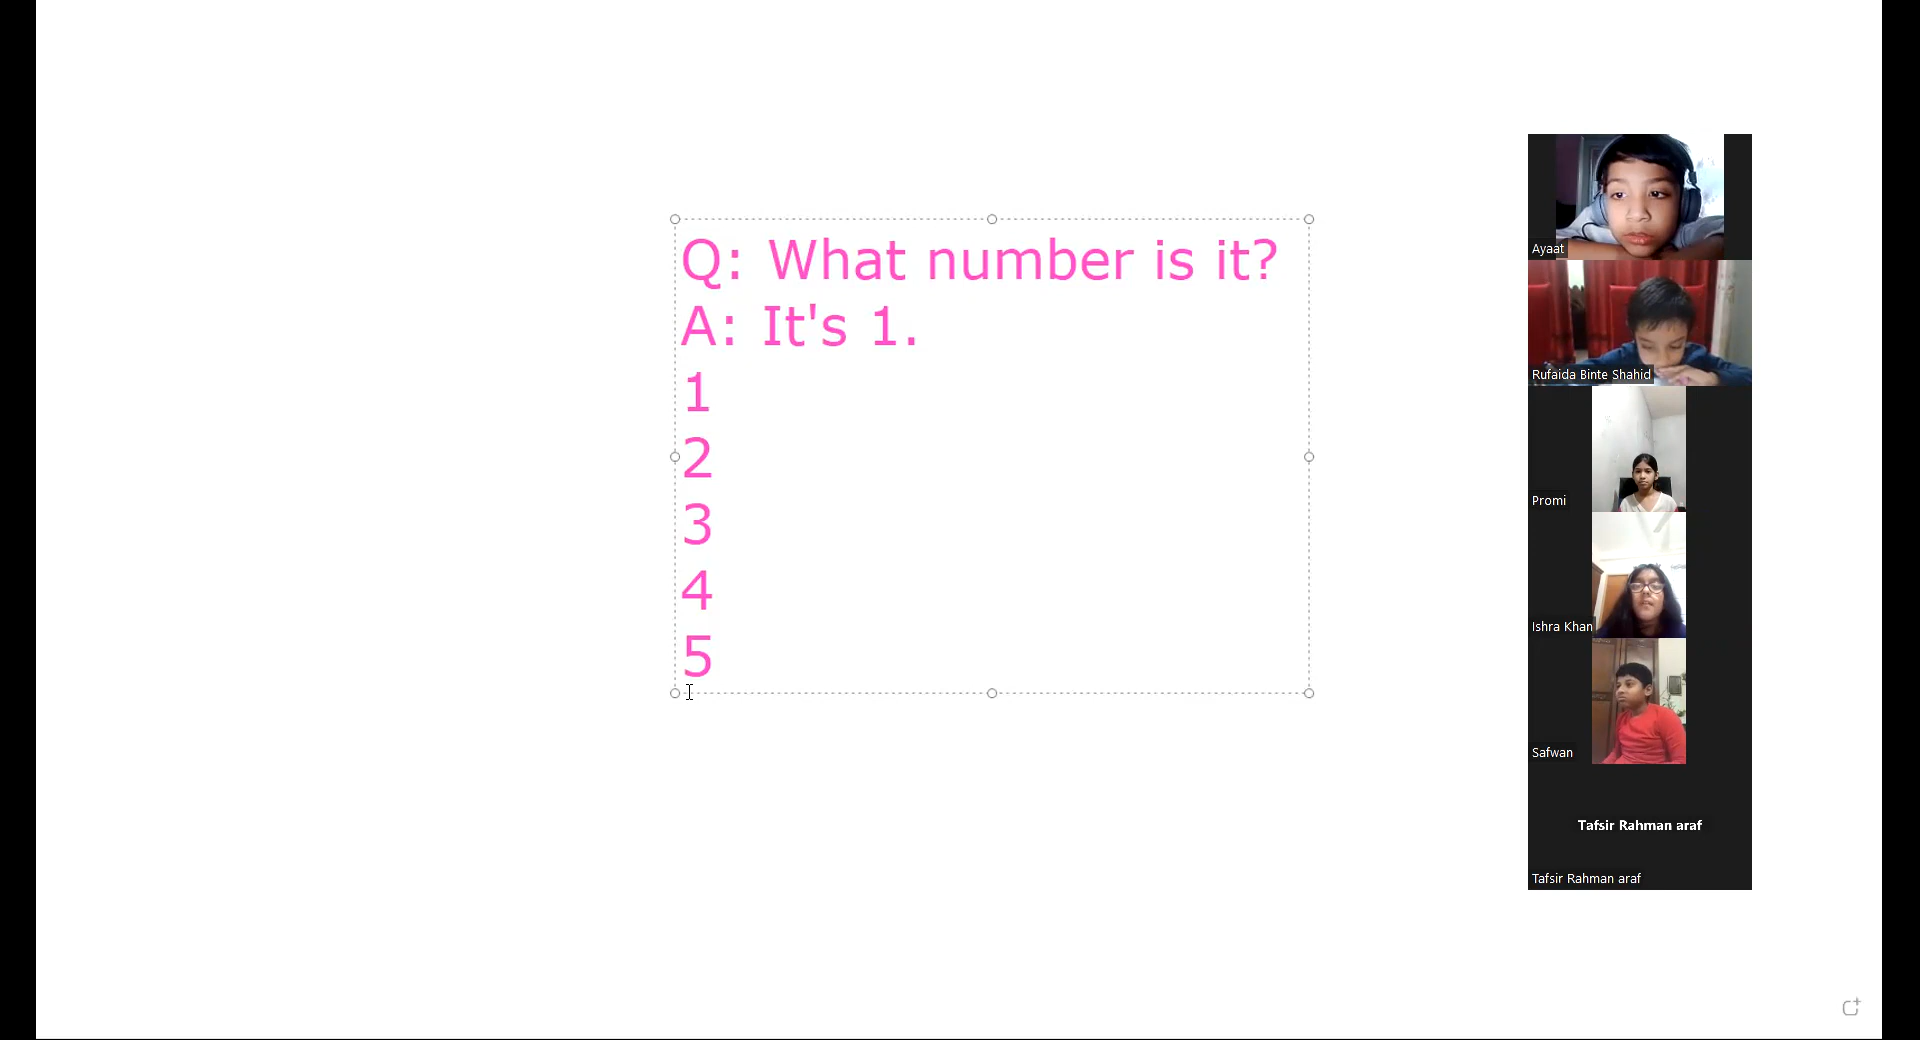 Q: What number is it?
A: It's 1.
1
2
3
4
5
Ayaat
Rufaida Binte Shahid
Promi
Ishra Khan
Safwan
Tafsir Rahman araf
Tafsir Rahman araf